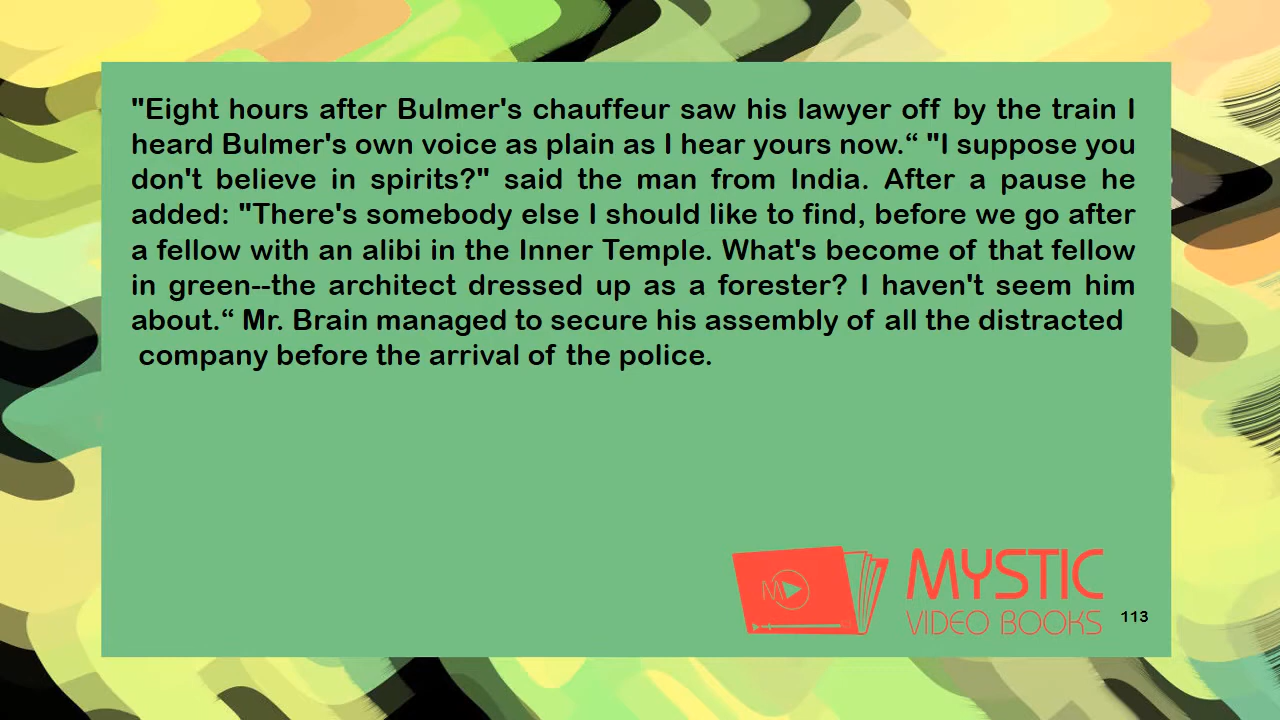 "Eight hours after Bulmer's chauffeur saw his lawyer off by the train I
heard Bulmer's own voice as plain as I hear yours now.“ "I suppose you
don't believe in spirits?" said the man from India. After a pause he
added: "There's somebody else I should like to find, before we go after
a fellow with an alibi in the Inner Temple. What's become of that fellow
in green--the architect dressed up as a forester? I haven't seem him
about.“ Mr. Brain managed to secure his assembly of all the distracted
company before the arrival of the police.
M
MYSTIC
VIDEO BOOKS
113